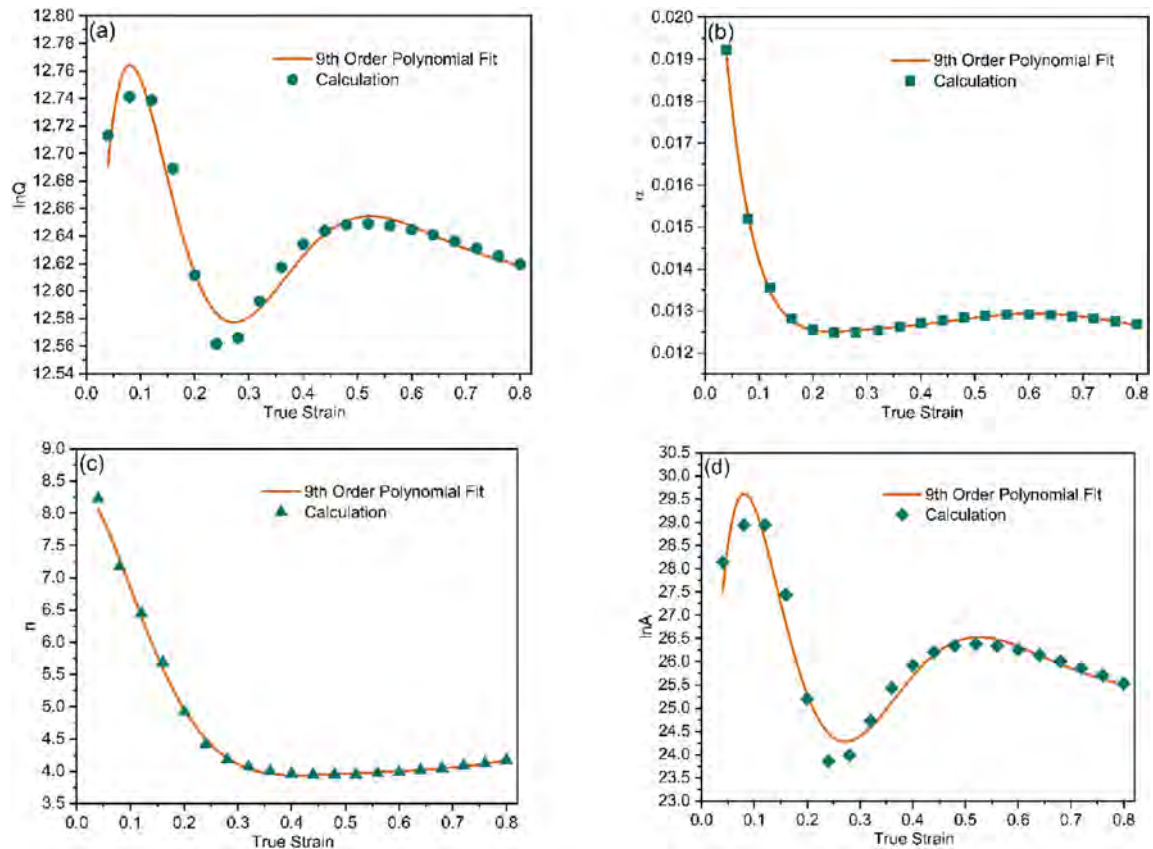 (a)
9th Order Polynomial Fit
Calculation
lnQ
12.80
12.78
12.76
12.74
12.72
12.70
12.68
12.66
12.64
12.62
12.60
12.58
12.56
12.54
0.0 0.1 0.2 0.3 0.4 0.5 0.6 0.7 0.8
True Strain
(b)
9th Order Polynomial Fit
Calculation
α
0.020
0.019
0.018
0.017
0.016
0.015
0.014
0.013
0.012
0.0 0.1 0.2 0.3 0.4 0.5 0.6 0.7 0.8
True Strain
(c)
9th Order Polynomial Fit
Calculation
n
9.0
8.5
8.0
7.5
7.0
6.5
6.0
5.5
5.0
4.5
4.0
3.5
0.0 0.1 0.2 0.3 0.4 0.5 0.6 0.7 0.8
True Strain
(d)
9th Order Polynomial Fit
Calculation
lnA
30.5
30.0
29.5
29.0
28.5
28.0
27.5
27.0
26.5
26.0
25.5
25.0
24.5
24.0
23.5
23.0
0.0 0.1 0.2 0.3 0.4 0.5 0.6 0.7 0.8
True Strain